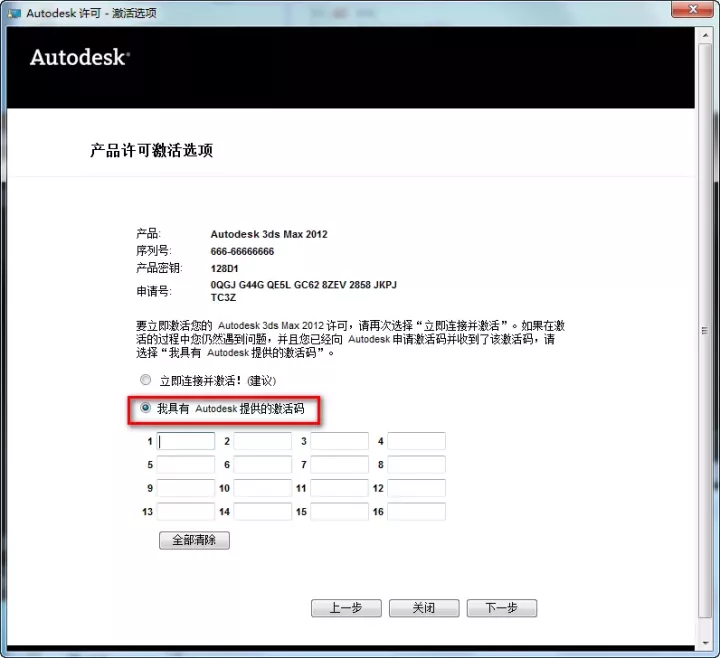 Autodesk 许可 - 激活选项
Autodesk
产品许可激活选项
产品: Autodesk 3ds Max 2012
序列号: 666-66666666
产品密钥: 128D1
申请号: 0QGJ G44G QE5L GC62 8ZEV 2858 JKPJ
TC3Z
要立即激活您的 Autodesk 3ds Max 2012 许可，请再次选择“立即连接并激活”。如果在激
活的过程中您仍然遇到问题，并且您已经向 Autodesk 申请激活码并收到了该激活码，请
选择“我具有 Autodesk 提供的激活码”。
立即连接并激活！(建议)
我具有 Autodesk 提供的激活码
1 2 3 4
5 6 7 8
9 10 11 12
13 14 15 16
全部清除
上一步 关闭 下一步